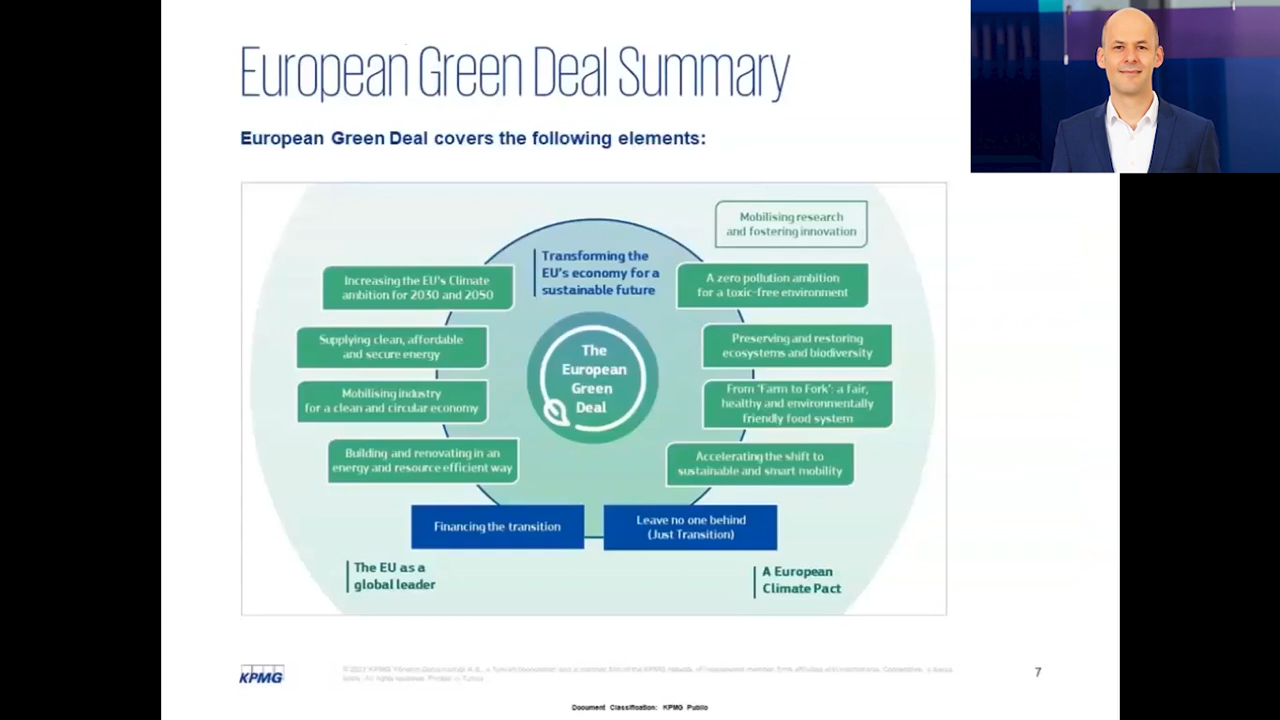 European Green Deal Summary
European Green Deal covers the following elements:
Mobilising research
and fostering innovation
Transforming the
EU's economy for a
sustainable future
Increasing the EU's Climate
ambition for 2030 and 2050
A zero pollution ambition
for a toxic-free environment
Supplying clean, affordable
and secure energy
Preserving and restoring
ecosystems and biodiversity
The
European
Green
Deal
Mobilising industry
for a clean and circular economy
From 'Farm to Fork': a fair,
healthy and environmentally
friendly food system
Building and renovating in an
energy and resource efficient way
Accelerating the shift to
sustainable and smart mobility
Financing the transition
Leave no one behind
(Just Transition)
The EU as a
global leader
A European
Climate Pact
KPMG
7
Document Classification: KPMG Public